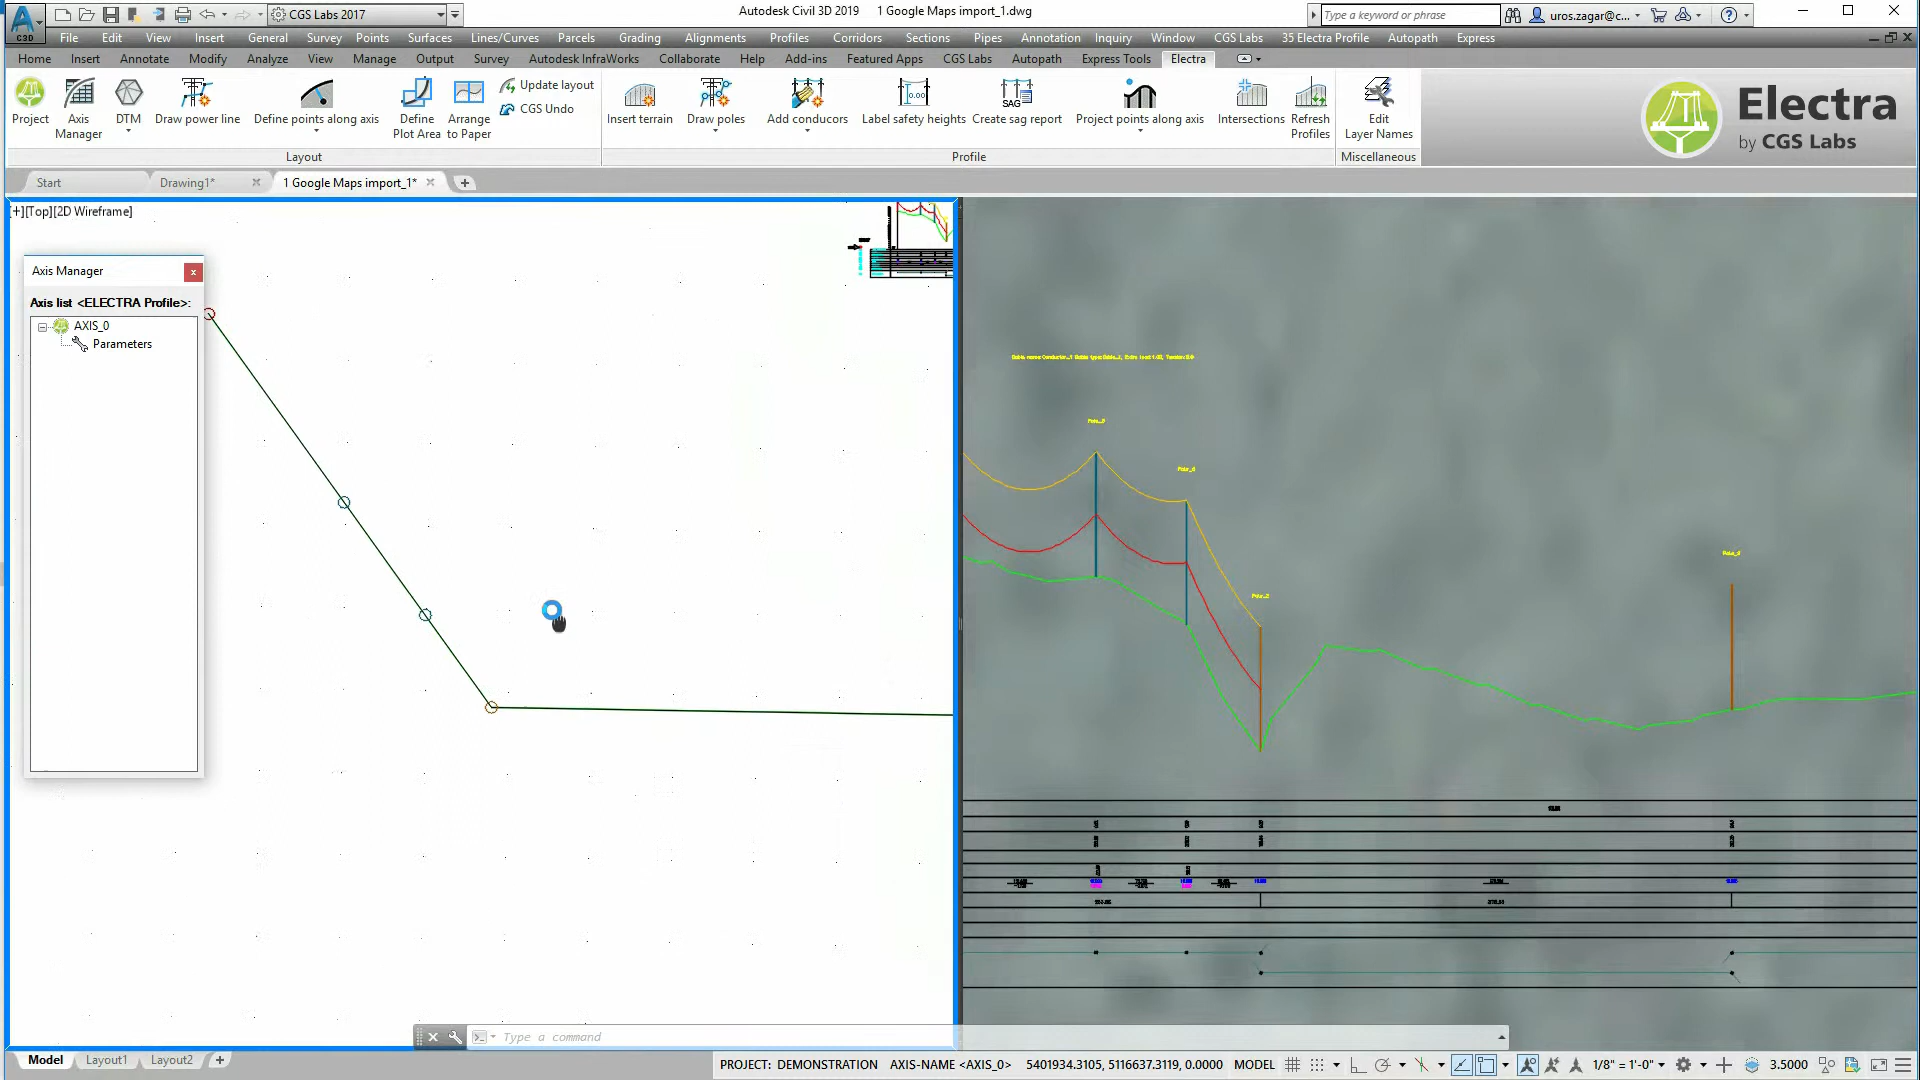 CGS Labs 2017
Autodesk Civil 3D 2019 1 Google Maps import_1.dwg
Type a keyword or phrase
uros.zagar@c...
C3D
File Edit View Insert General Survey Points Surfaces Lines/Curves Parcels Grading Alignments Profiles Corridors Sections Pipes Annotation Inquiry Window CGS Labs 35 Electra Profile Autopath Express
Home Insert Annotate Modify Analyze View Manage Output Survey Autodesk InfraWorks Collaborate Help Add-ins Featured Apps CGS Labs Autopath Express Tools Electra
Project
Axis Manager
DTM
Draw power line
Define points along axis
Define Plot Area
Arrange to Paper
Update layout
CGS Undo
Insert terrain
Draw poles
Add conducors
Label safety heights
SAG
Create sag report
Project points along axis
Intersections
Refresh Profiles
Edit Layer Names
Layout
Profile
Miscellaneous
Electra
by CGS Labs
Start
Drawing1*
1 Google Maps import_1*
[+][Top][2D Wireframe]
Axis Manager
Axis list <ELECTRA Profile>:
AXIS_0
Parameters
Type a command
Model Layout1 Layout2
PROJECT: DEMONSTRATION AXIS-NAME <AXIS_0> 5401934.3105, 5116637.3119, 0.0000 MODEL 1/8" = 1'-0" 3.5000